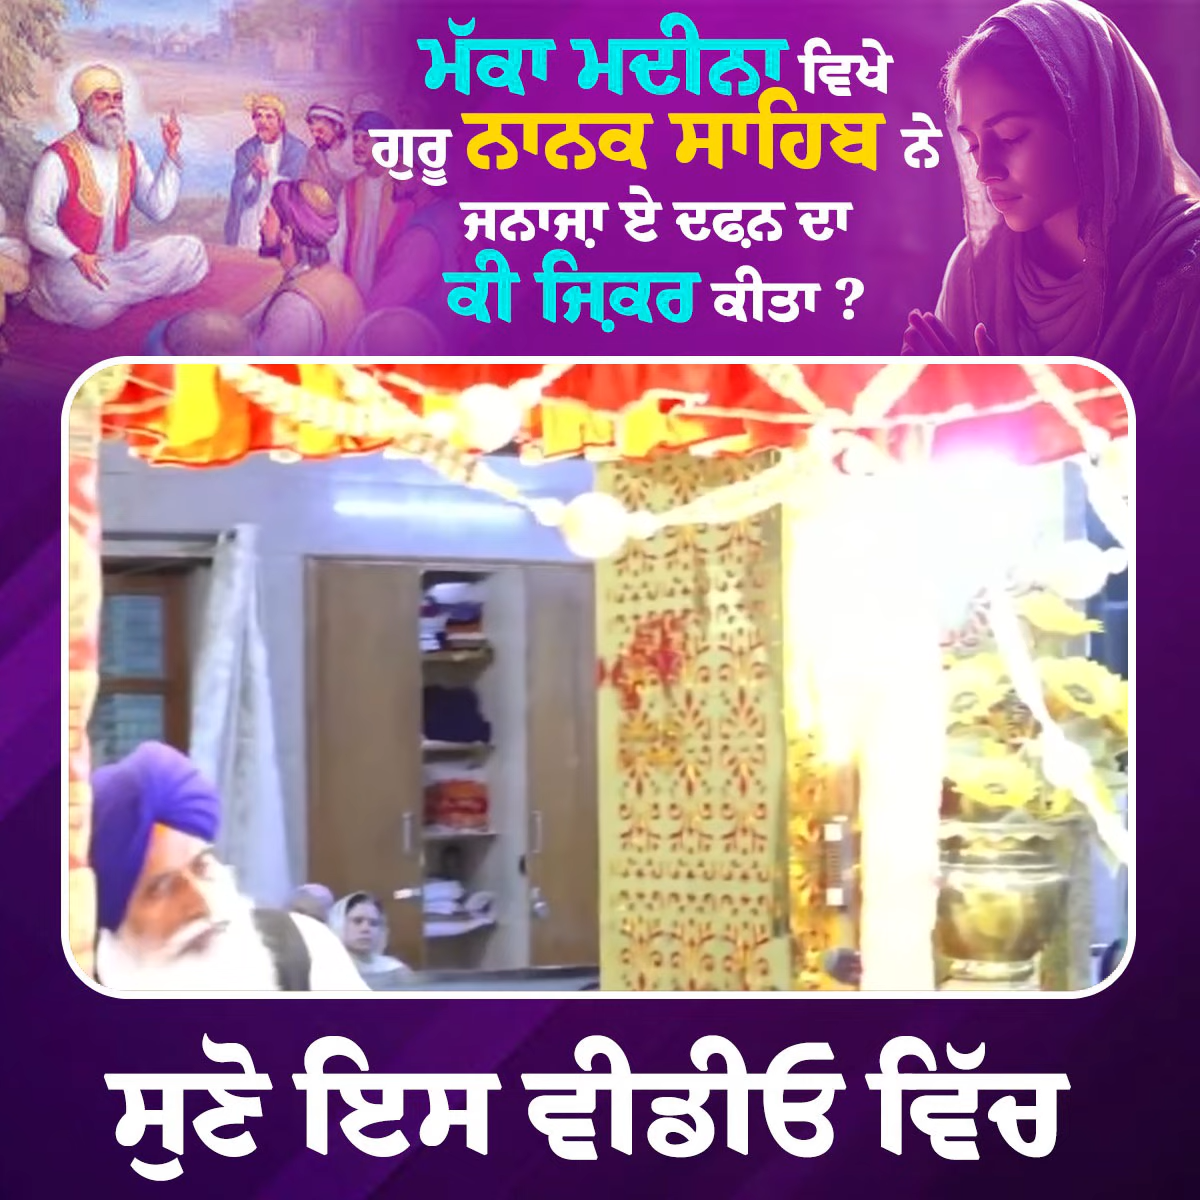 ਮੱਕਾ ਮਦੀਨਾ ਵਿਖੇ
ਗੁਰੂ ਨਾਨਕ ਸਾਹਿਬ ਨੇ
ਜਨਾਜ਼ਾ ਏ ਦਫ਼ਨ ਦਾ
ਕੀ ਜ਼ਿਕਰ ਕੀਤਾ ?
ਸੁਣੋ ਇਸ ਵੀਡੀਓ ਵਿੱਚ